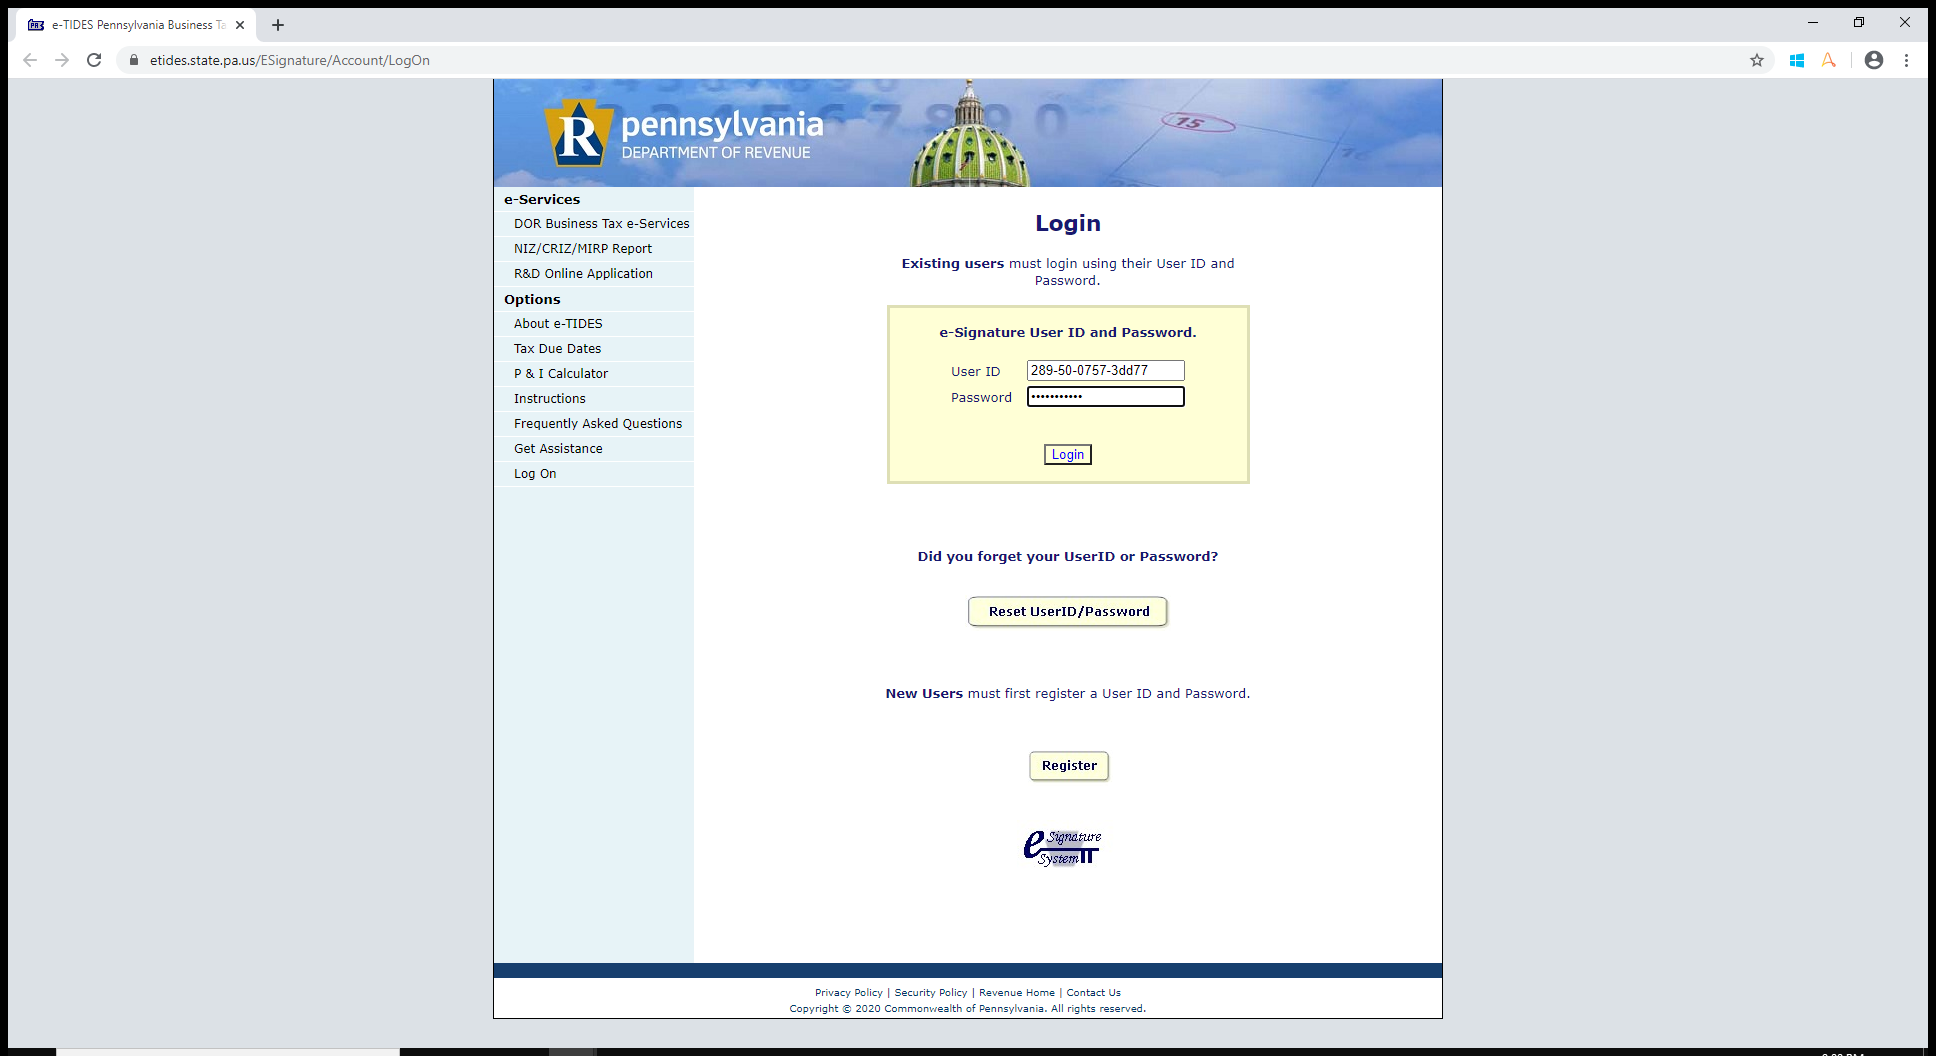 e-TIDES Pennsylvania Business Ta
etides.state.pa.us/ESignature/Account/LogOn
pennsylvania
DEPARTMENT OF REVENUE
15
e-Services
DOR Business Tax e-Services
NIZ/CRIZ/MIRP Report
R&D Online Application
Options
About e-TIDES
Tax Due Dates
P & I Calculator
Instructions
Frequently Asked Questions
Get Assistance
Log On
Login
Existing users must login using their User ID and
Password.
e-Signature User ID and Password.
User ID 289-50-0757-3dd77
Password •••••••••••
Login
Did you forget your UserID or Password?
Reset UserID/Password
New Users must first register a User ID and Password.
Register
eSignature
System
Privacy Policy | Security Policy | Revenue Home | Contact Us
Copyright © 2020 Commonwealth of Pennsylvania. All rights reserved.